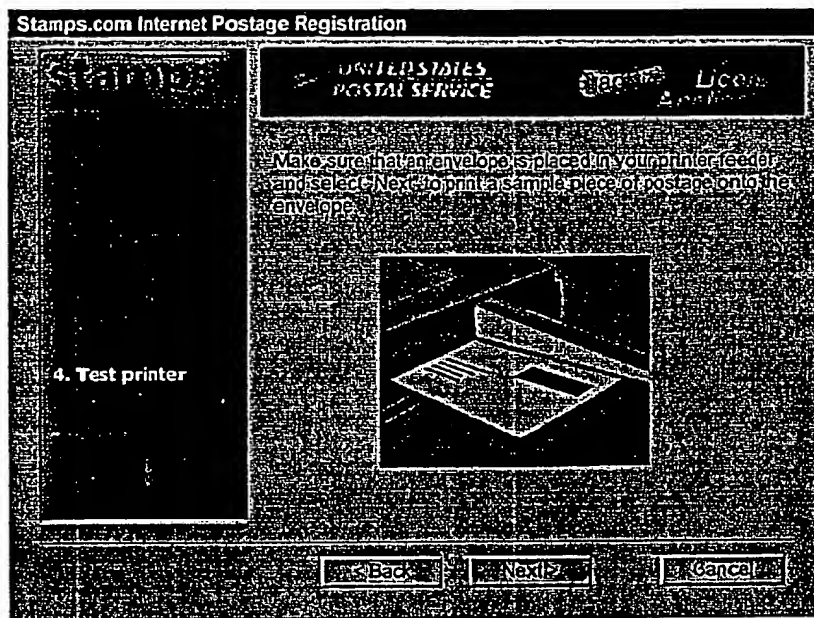 Stamps.com Internet Postage Registration
stamps
UNITED STATES
POSTAL SERVICE
Make sure that an envelope is placed in your printer feeder
and select "Next" to print a sample piece of postage onto the
envelope.
4. Test printer
< Back
Next >
Cancel